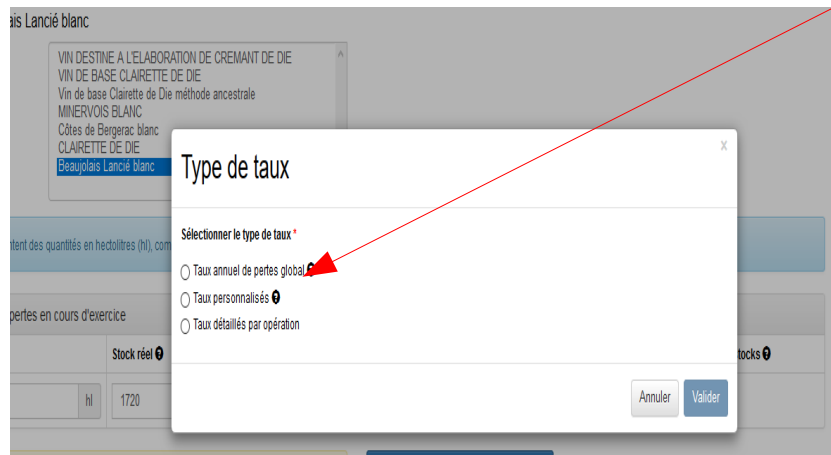 ais Lancié blanc
VIN DESTINE A L'ELABORATION DE CREMANT DE DIE
VIN DE BASE CLAIRETTE DE DIE
Vin de base Clairette de Die méthode ancestrale
MINERVOIS BLANC
Côtes de Bergerac blanc
CLAIRETTE DE DIE
Beaujolais Lancié blanc
x
Type de taux
Sélectionner le type de taux *
ntent des quantités en hectolitres (hl), com
Taux annuel de pertes global
Taux personnalisés
Taux détaillés par opération
pertes en cours d'exercice
Stock réel
tocks
hl
1720
Annuler
Valider